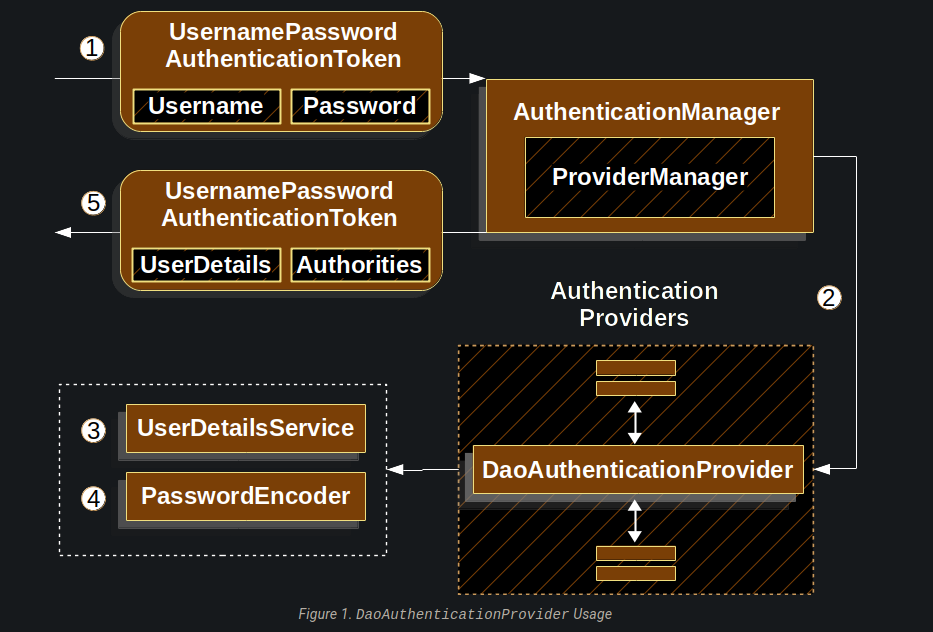 1
UsernamePassword
AuthenticationToken
Username
Password
AuthenticationManager
ProviderManager
5
UsernamePassword
AuthenticationToken
UserDetails
Authorities
2
Authentication
Providers
3
UserDetailsService
4
PasswordEncoder
DaoAuthenticationProvider
Figure 1. DaoAuthenticationProvider Usage